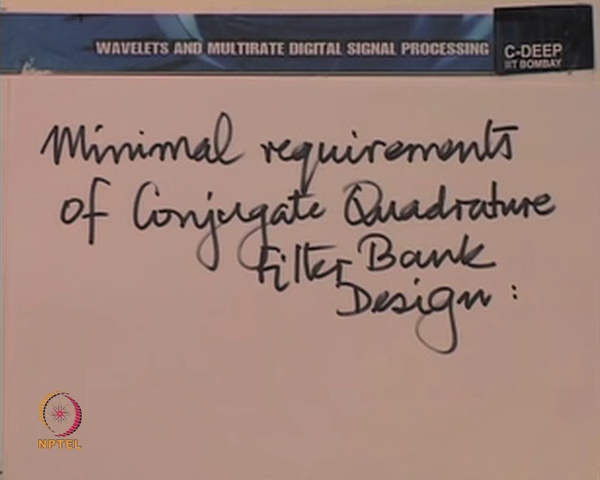 WAVELETS AND MULTIRATE DIGITAL SIGNAL PROCESSING
C-DEEP
IIT BOMBAY
Minimal requirements
of Conjugate Quadrature
Filter Bank
Design :
NPTEL